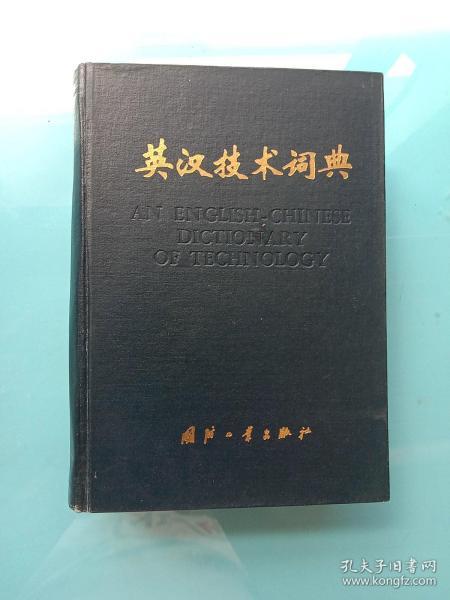 英汉技术词典
AN ENGLISH-CHINESE
DICTIONARY
OF TECHNOLOGY
国防工业出版社
孔夫子旧书网
www.kongfz.com